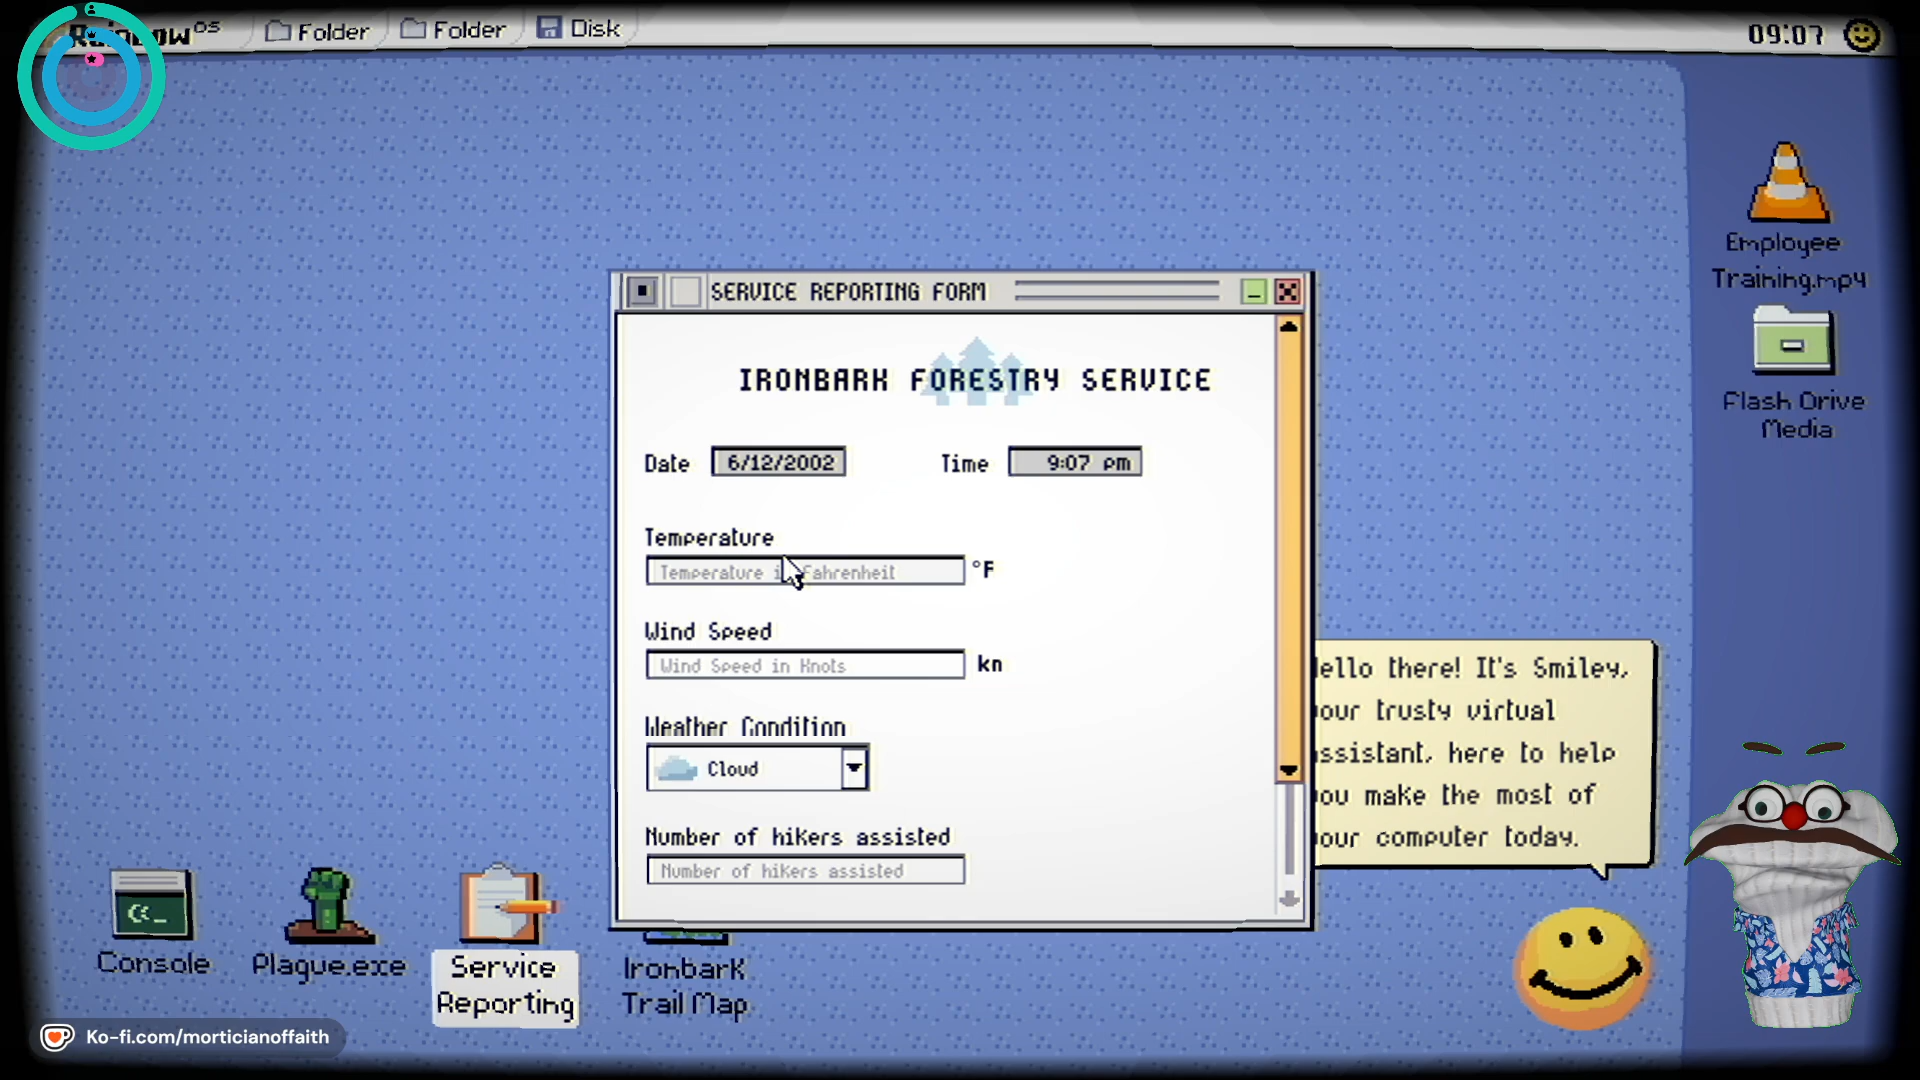 Folder
Folder
Disk
09:07
Employee
Training.mp4
Flash Drive
Media
SERVICE REPORTING FORM
IRONBARK FORESTRY SERVICE
Date 6/12/2002 Time 9:07 pm
Temperature
Temperature i Fahrenheit °F
Wind Speed
Wind Speed in Knots kn
Weather Condition
Cloud
Number of hikers assisted
Number of hikers assisted
ello there! It's Smiley,
our trusty virtual
ssistant, here to help
ou make the most of
our computer today.
Console
Plague.exe
Service
Reporting
Ironbark
Trail Map
Ko-fi.com/morticianoffaith